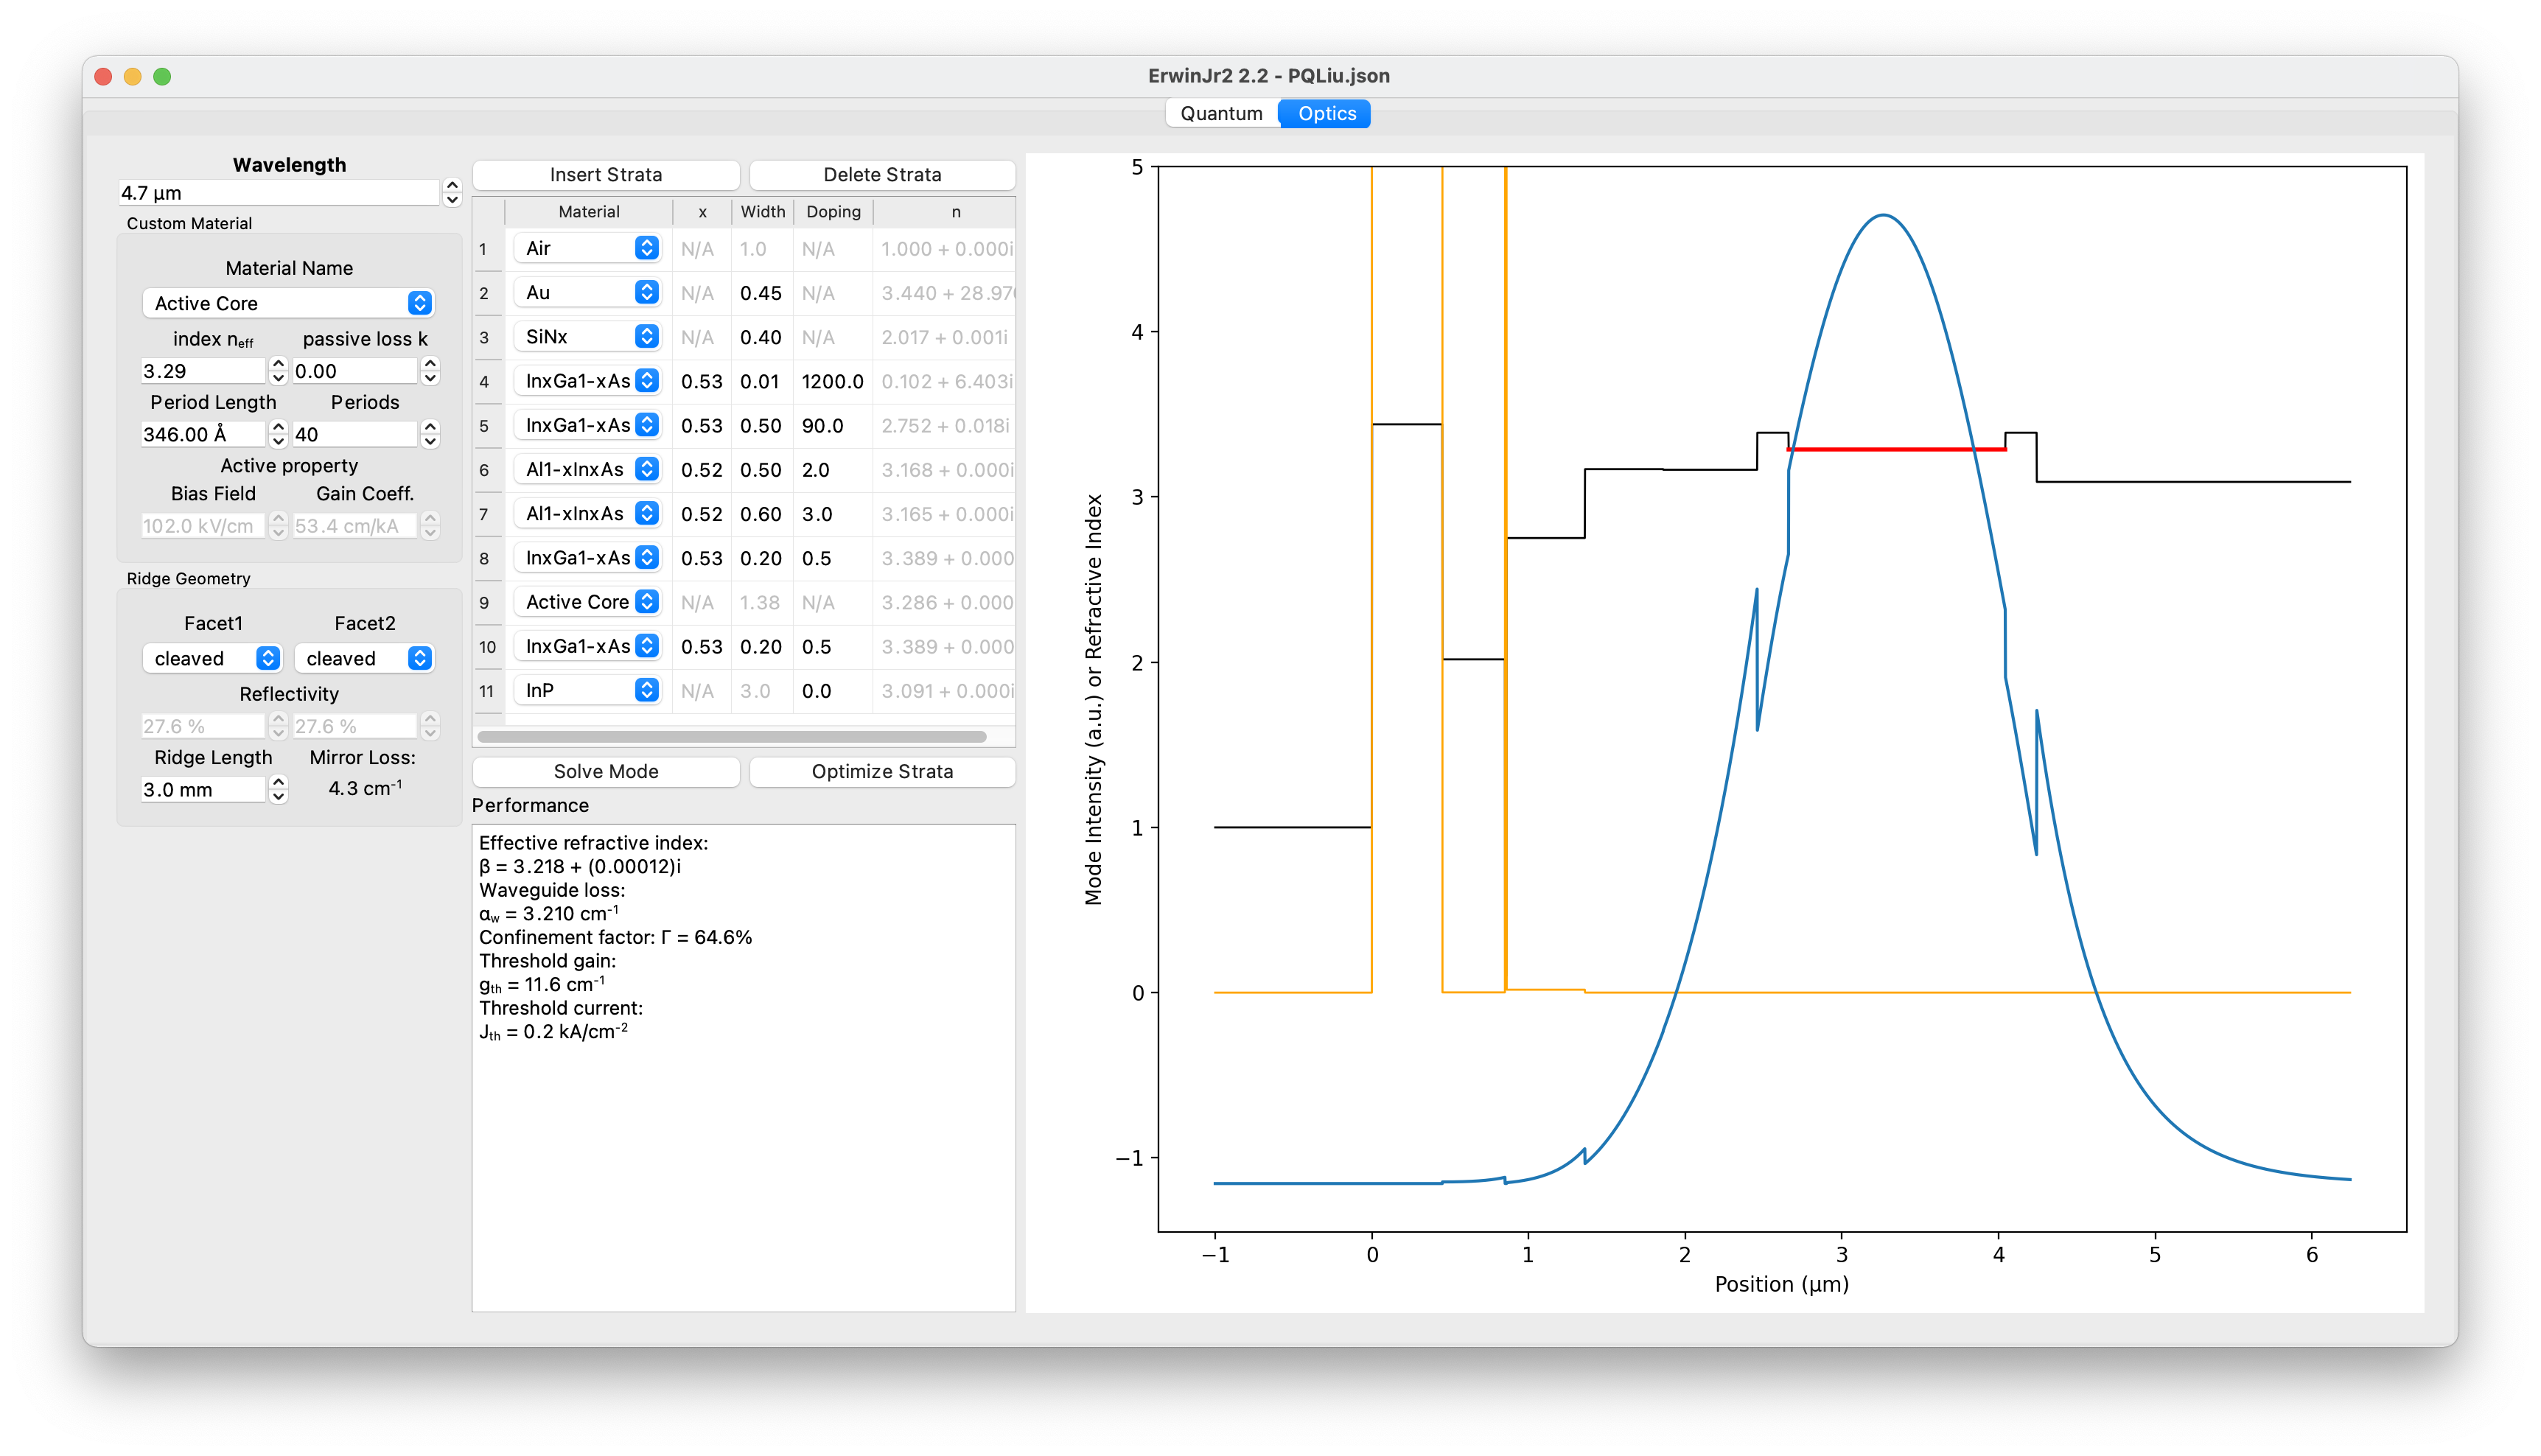 ErwinJr2 2.2 - PQLiu.json
Quantum
Optics
Wavelength
4.7 μm
Custom Material
Material Name
Active Core
index nₑff passive loss k
3.29 0.00
Period Length Periods
346.00 Å 40
Active property
Bias Field Gain Coeff.
102.0 kV/cm 53.4 cm/kA
Ridge Geometry
Facet1 Facet2
cleaved cleaved
Reflectivity
27.6 % 27.6 %
Ridge Length Mirror Loss:
3.0 mm 4.3 cm⁻¹
Insert Strata Delete Strata
Material x Width Doping n
1 Air N/A 1.0 N/A 1.000 + 0.000i
2 Au N/A 0.45 N/A 3.440 + 28.97
3 SiNx N/A 0.40 N/A 2.017 + 0.001i
4 InxGa1-xAs 0.53 0.01 1200.0 0.102 + 6.403i
5 InxGa1-xAs 0.53 0.50 90.0 2.752 + 0.018i
6 Al1-xInxAs 0.52 0.50 2.0 3.168 + 0.000i
7 Al1-xInxAs 0.52 0.60 3.0 3.165 + 0.000i
8 InxGa1-xAs 0.53 0.20 0.5 3.389 + 0.000
9 Active Core N/A 1.38 N/A 3.286 + 0.000
10 InxGa1-xAs 0.53 0.20 0.5 3.389 + 0.000
11 InP N/A 3.0 0.0 3.091 + 0.000i
Solve Mode Optimize Strata
Performance
Effective refractive index:
β = 3.218 + (0.00012)i
Waveguide loss:
αw = 3.210 cm⁻¹
Confinement factor: Γ = 64.6%
Threshold gain:
gₜₕ = 11.6 cm⁻¹
Threshold current:
Jₜₕ = 0.2 kA/cm⁻²
Mode Intensity (a.u.) or Refractive Index
5
4
3
2
1
0
−1
−1 0 1 2 3 4 5 6
Position (μm)